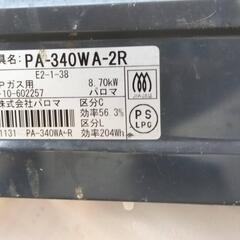 具名: PA-340WA-2R
E2-1-38
Pガス用 8.70kW
-10-602257 パロマ
株式会社パロマ 区分C
効率56.3%
区分L
1131 PA-340WA-R 効率204Wh
JIA
PS
LPG